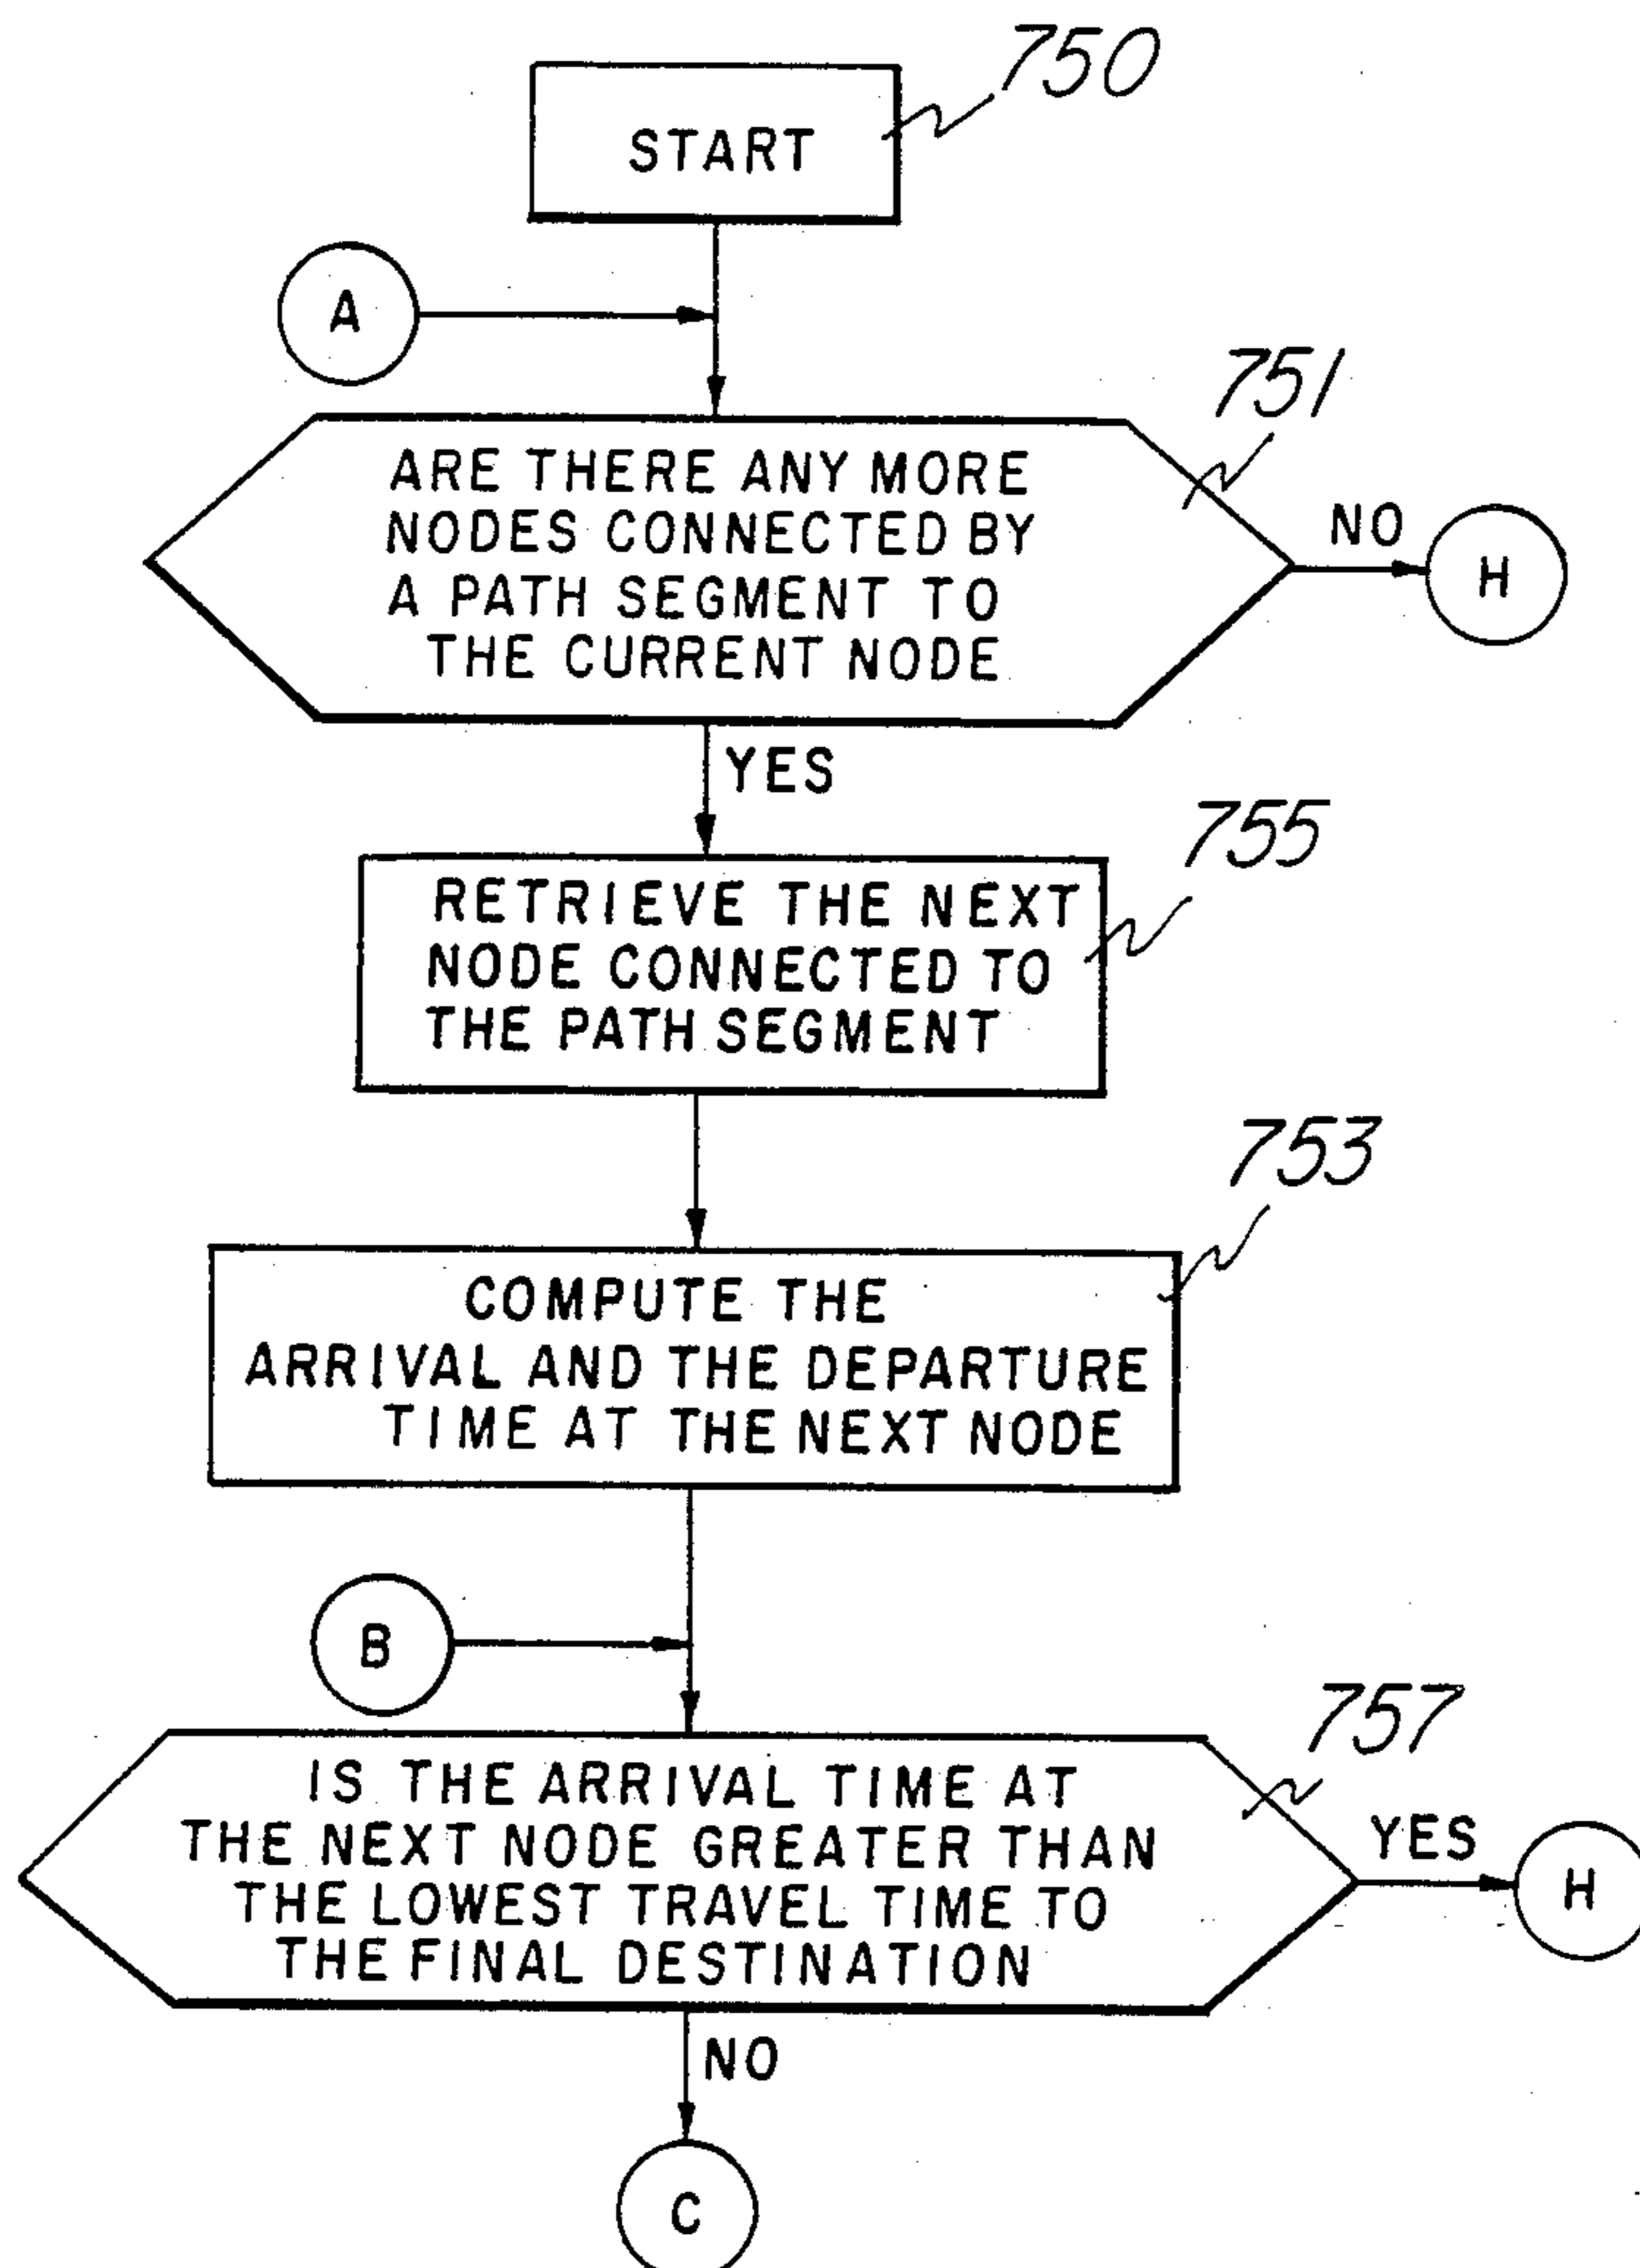 750
START
A
751
ARE THERE ANY MORE
NODES CONNECTED BY
A PATH SEGMENT TO
THE CURRENT NODE
NO
H
YES
755
RETRIEVE THE NEXT
NODE CONNECTED TO
THE PATH SEGMENT
753
COMPUTE THE
ARRIVAL AND THE DEPARTURE
TIME AT THE NEXT NODE
B
757
IS THE ARRIVAL TIME AT
THE NEXT NODE GREATER THAN
THE LOWEST TRAVEL TIME TO
THE FINAL DESTINATION
YES
H
NO
C